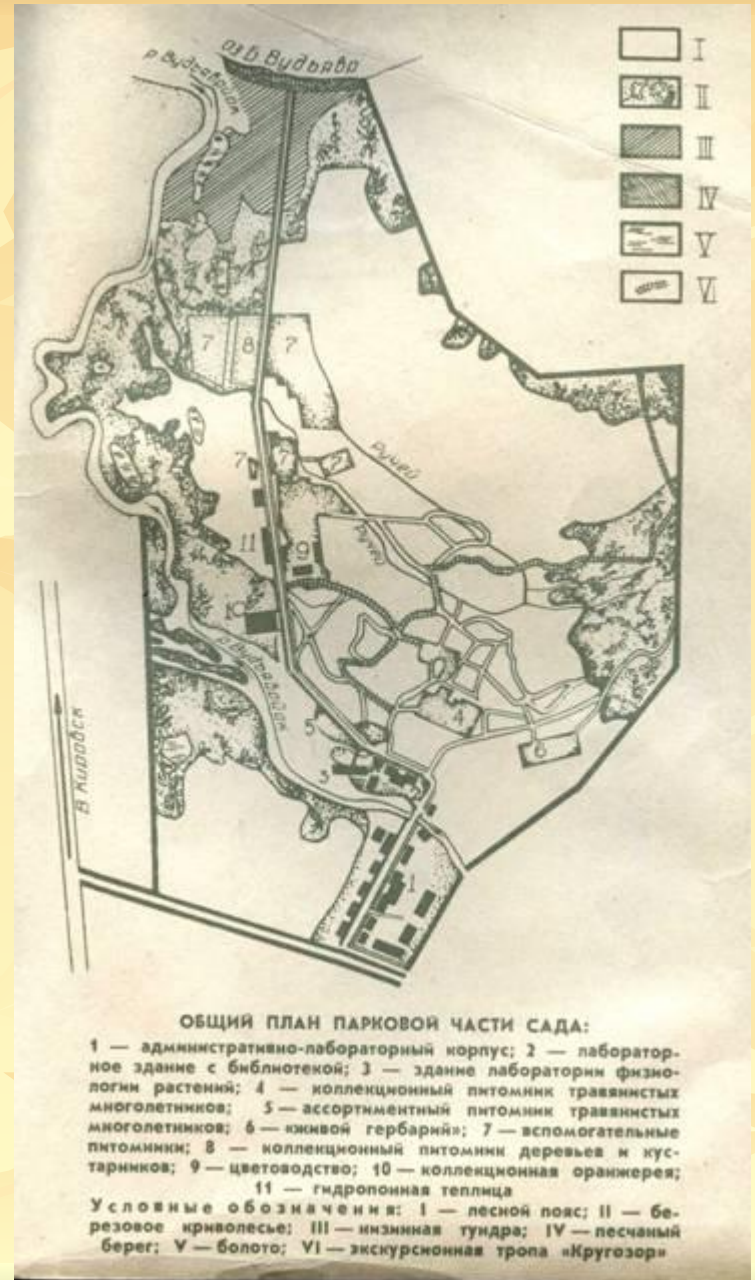 оз. Б. Вудъявр
р. Вудъяврйок
I
II
III
IV
V
VI
7
8
7
Ручей
7
7
Ручей
11
9
10
р. Вудъяврйок
5
4
6
3
В Кировск
1
ОБЩИЙ ПЛАН ПАРКОВОЙ ЧАСТИ САДА:
1 — административно-лабораторный корпус; 2 — лаборатор-
ное здание с библиотекой; 3 — здание лаборатории физио-
логии растений; 4 — коллекционный питомник травянистых
многолетников; 5 — ассортиментный питомник травянистых
многолетников; 6 — «живой гербарий»; 7 — вспомогательные
питомники; 8 — коллекционный питомник деревьев и кус-
тарников; 9 — цветоводство; 10 — коллекционная оранжерея;
11 — гидропонная теплица
Условные обозначения: I — лесной пояс; II — бе-
резовое криволесье; III — низинная тундра; IV — песчаный
берег; V — болото; VI — экскурсионная тропа «Кругозор»